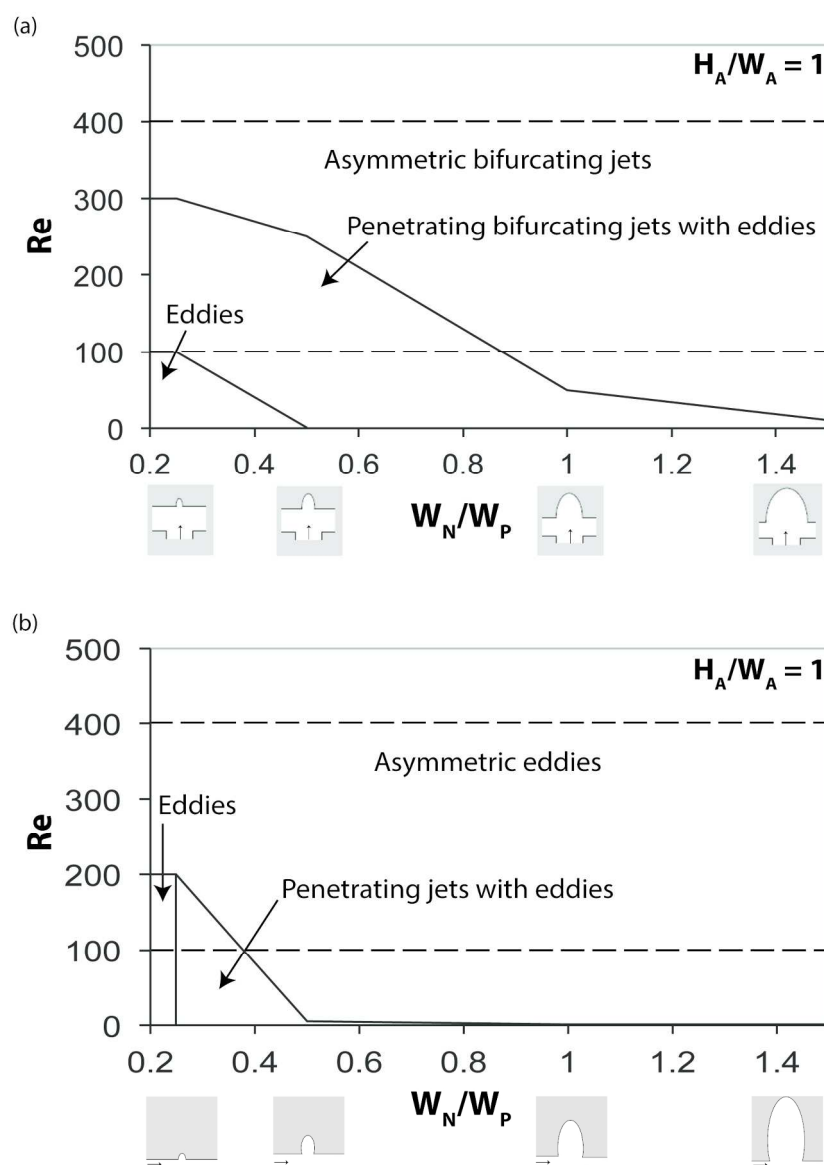 (a)
500
H_A/W_A = 1
400
Asymmetric bifurcating jets
300
Penetrating bifurcating jets with eddies
Re
200
Eddies
100
0
0.2 0.4 0.6 0.8 1 1.2 1.4
W_N/W_P
(b)
500
H_A/W_A = 1
400
Asymmetric eddies
300
Eddies
Re
200
Penetrating jets with eddies
100
0
0.2 0.4 0.6 0.8 1 1.2 1.4
W_N/W_P